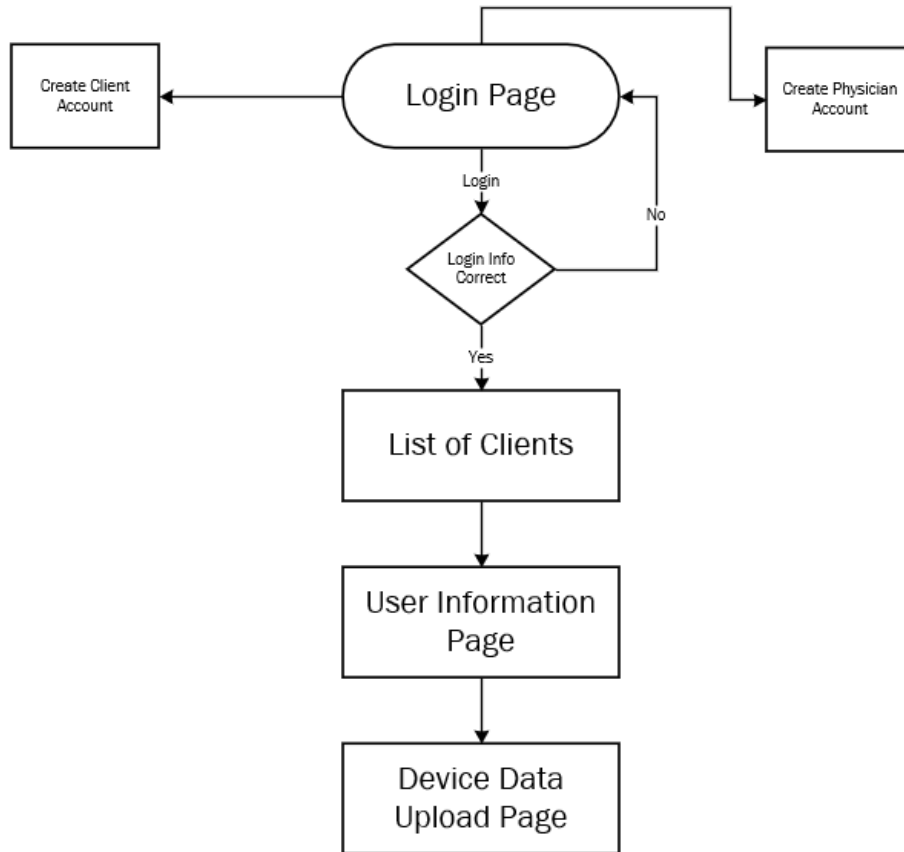 Create Client
Account
Login Page
Create Physician
Account
Login
No
Login Info
Correct
Yes
List of Clients
User Information
Page
Device Data
Upload Page